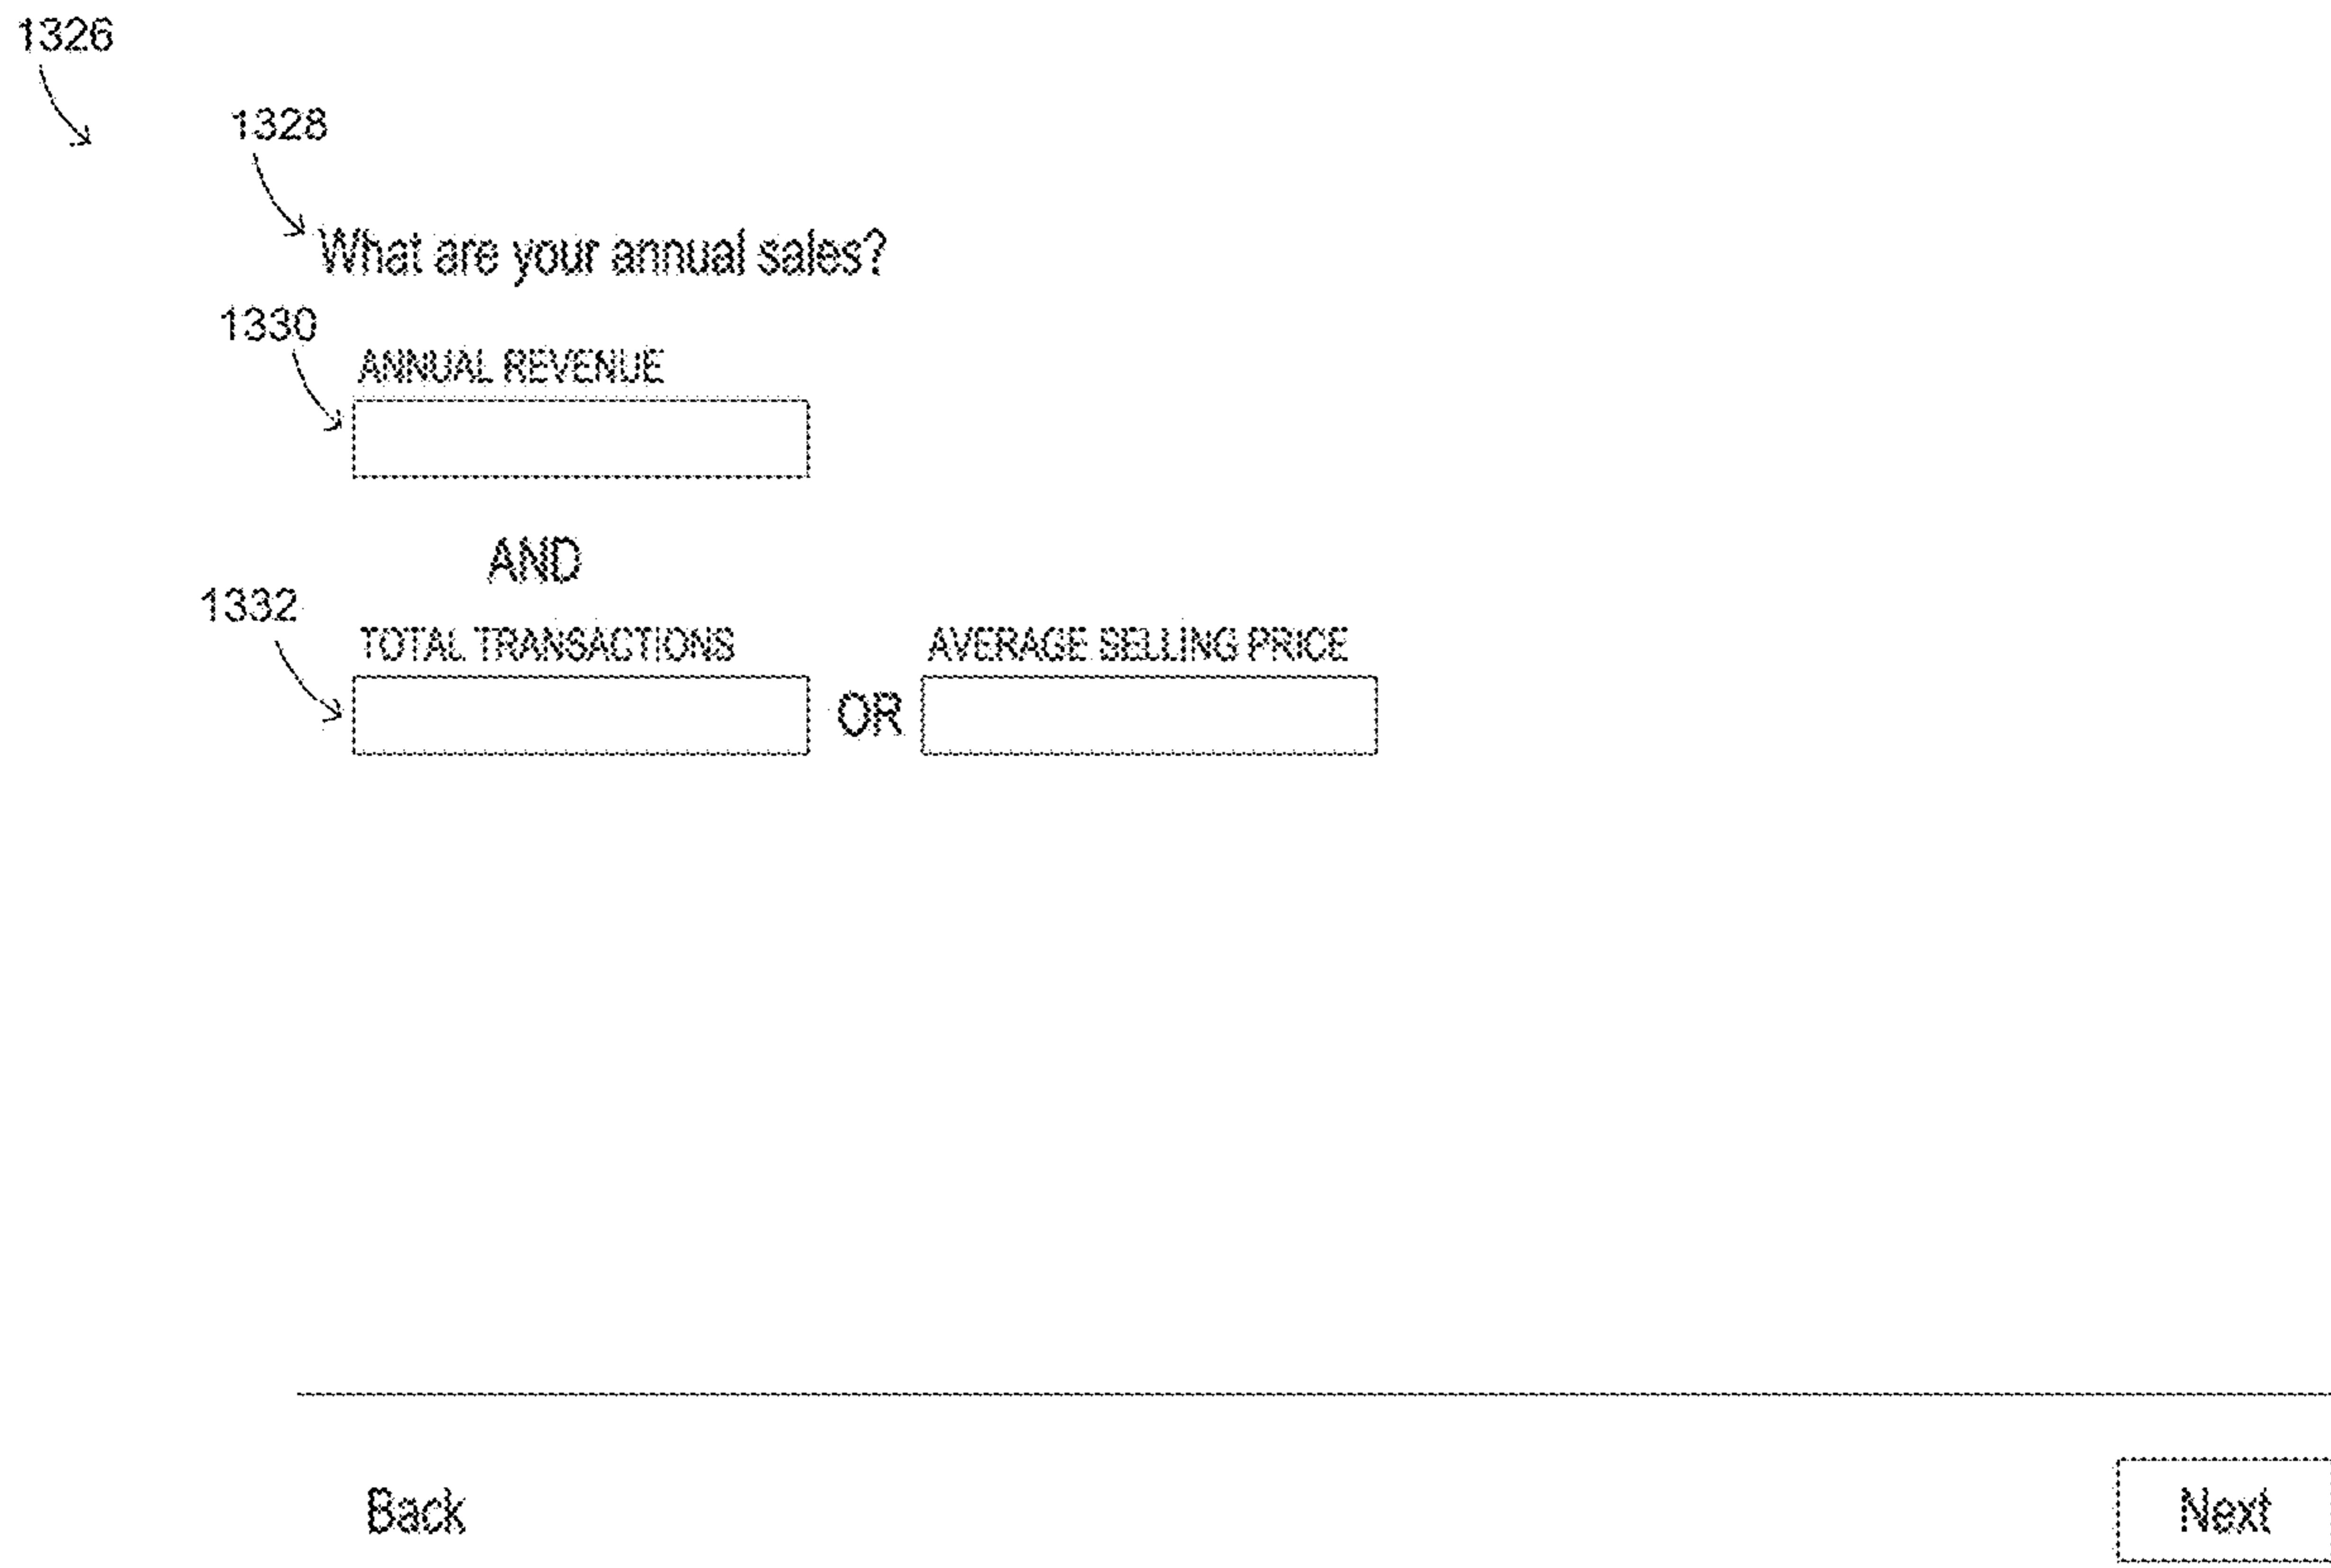 1326
1328
What are your annual sales?
1330
ANNUAL REVENUE
AND
1332
TOTAL TRANSACTIONS AVERAGE SELLING PRICE
OR
Back Next